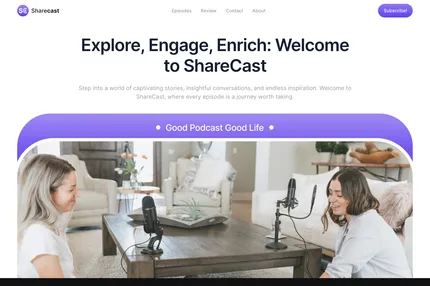 Sharecast
Episodes
Review
Contact
About
Subscribe!
Explore, Engage, Enrich: Welcome
to ShareCast
Step into a world of captivating stories, insightful conversations, and endless inspiration. Welcome to
ShareCast, where every episode is a journey worth taking.
Good Podcast Good Life